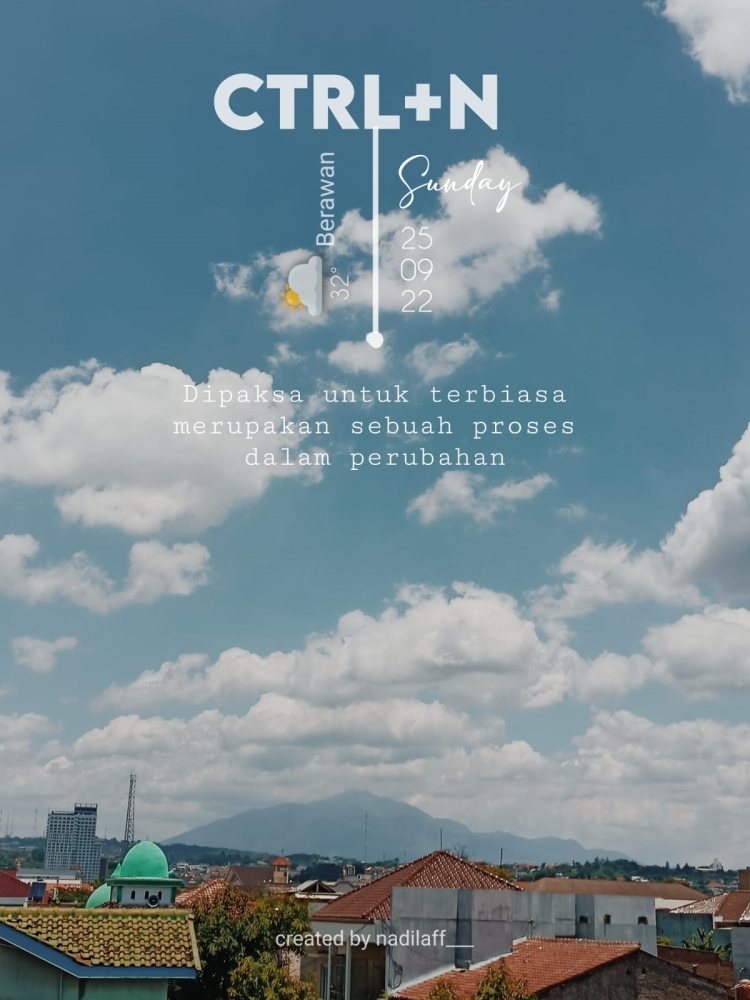 CTRL+N
Berawan
32°
Sunday
25
09
22
Dipaksa untuk terbiasa
merupakan sebuah proses
dalam perubahan
created by nadilaff__